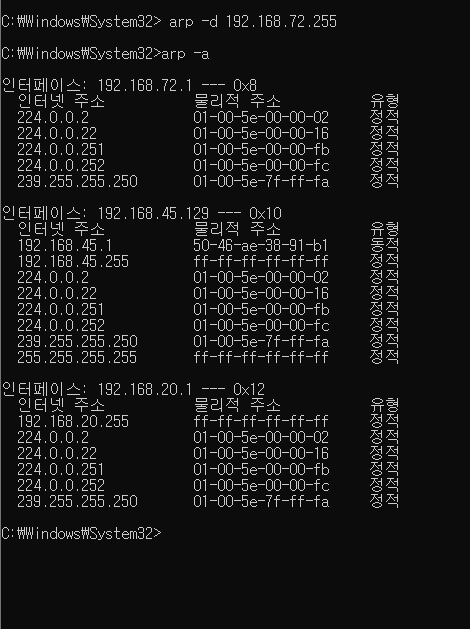 C:₩Windows₩System32> arp -d 192.168.72.255
C:₩Windows₩System32>arp -a
인터페이스: 192.168.72.1 --- 0x8
인터넷 주소 물리적 주소 유형
224.0.0.2 01-00-5e-00-00-02 정적
224.0.0.22 01-00-5e-00-00-16 정적
224.0.0.251 01-00-5e-00-00-fb 정적
224.0.0.252 01-00-5e-00-00-fc 정적
239.255.255.250 01-00-5e-7f-ff-fa 정적
인터페이스: 192.168.45.129 --- 0x10
인터넷 주소 물리적 주소 유형
192.168.45.1 50-46-ae-38-91-b1 동적
192.168.45.255 ff-ff-ff-ff-ff-ff 정적
224.0.0.2 01-00-5e-00-00-02 정적
224.0.0.22 01-00-5e-00-00-16 정적
224.0.0.251 01-00-5e-00-00-fb 정적
224.0.0.252 01-00-5e-00-00-fc 정적
239.255.255.250 01-00-5e-7f-ff-fa 정적
255.255.255.255 ff-ff-ff-ff-ff-ff 정적
인터페이스: 192.168.20.1 --- 0x12
인터넷 주소 물리적 주소 유형
192.168.20.255 ff-ff-ff-ff-ff-ff 정적
224.0.0.2 01-00-5e-00-00-02 정적
224.0.0.22 01-00-5e-00-00-16 정적
224.0.0.251 01-00-5e-00-00-fb 정적
224.0.0.252 01-00-5e-00-00-fc 정적
239.255.255.250 01-00-5e-7f-ff-fa 정적
C:₩Windows₩System32>